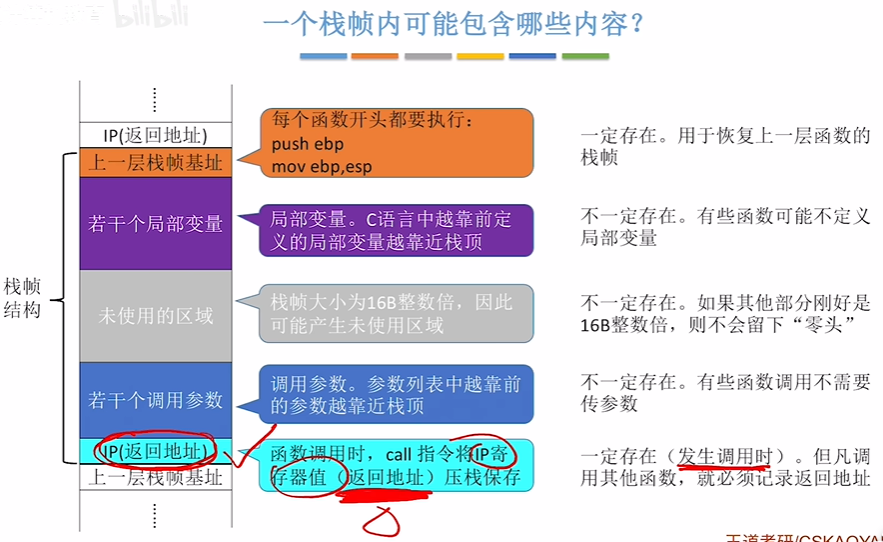 bilibili
一个栈帧内可能包含哪些内容？
IP(返回地址)
上一层栈帧基址
每个函数开头都要执行：
push ebp
mov ebp,esp
一定存在。用于恢复上一层函数的
栈帧
若干个局部变量
局部变量。C语言中越靠前定
义的局部变量越靠近栈顶
不一定存在。有些函数可能不定义
局部变量
栈帧
结构
未使用的区域
栈帧大小为16B整数倍，因此
可能产生未使用区域
不一定存在。如果其他部分刚好是
16B整数倍，则不会留下“零头”
若干个调用参数
调用参数。参数列表中越靠前
的参数越靠近栈顶
不一定存在。有些函数调用不需要
传参数
IP(返回地址)
函数调用时，call 指令将IP寄
存器值（返回地址）压栈保存
一定存在（发生调用时）。但凡调
用其他函数，就必须记录返回地址
上一层栈帧基址
王道考研/CSKAOYA